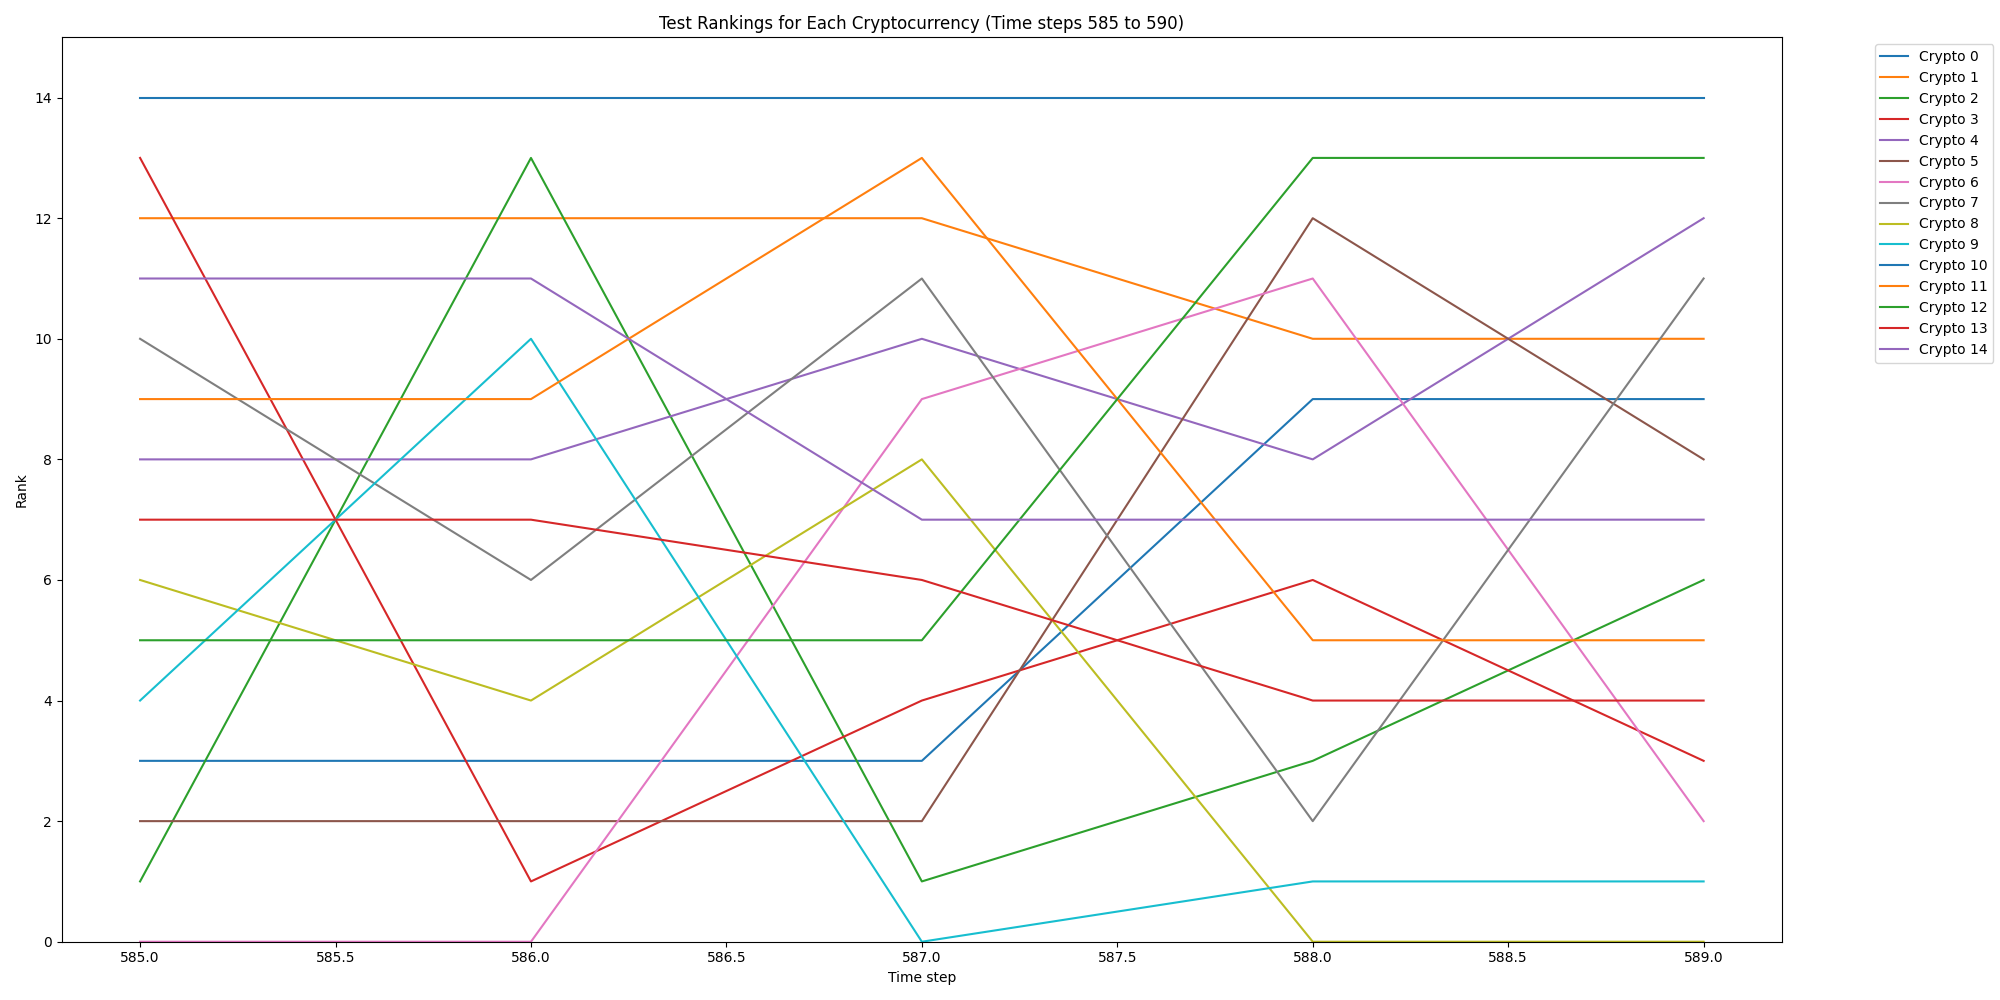 Test Rankings for Each Cryptocurrency (Time steps 585 to 590)
Rank
14
12
10
8
6
4
2
0
585.0 585.5 586.0 586.5 587.0 587.5 588.0 588.5 589.0
Time step
Crypto 0
Crypto 1
Crypto 2
Crypto 3
Crypto 4
Crypto 5
Crypto 6
Crypto 7
Crypto 8
Crypto 9
Crypto 10
Crypto 11
Crypto 12
Crypto 13
Crypto 14